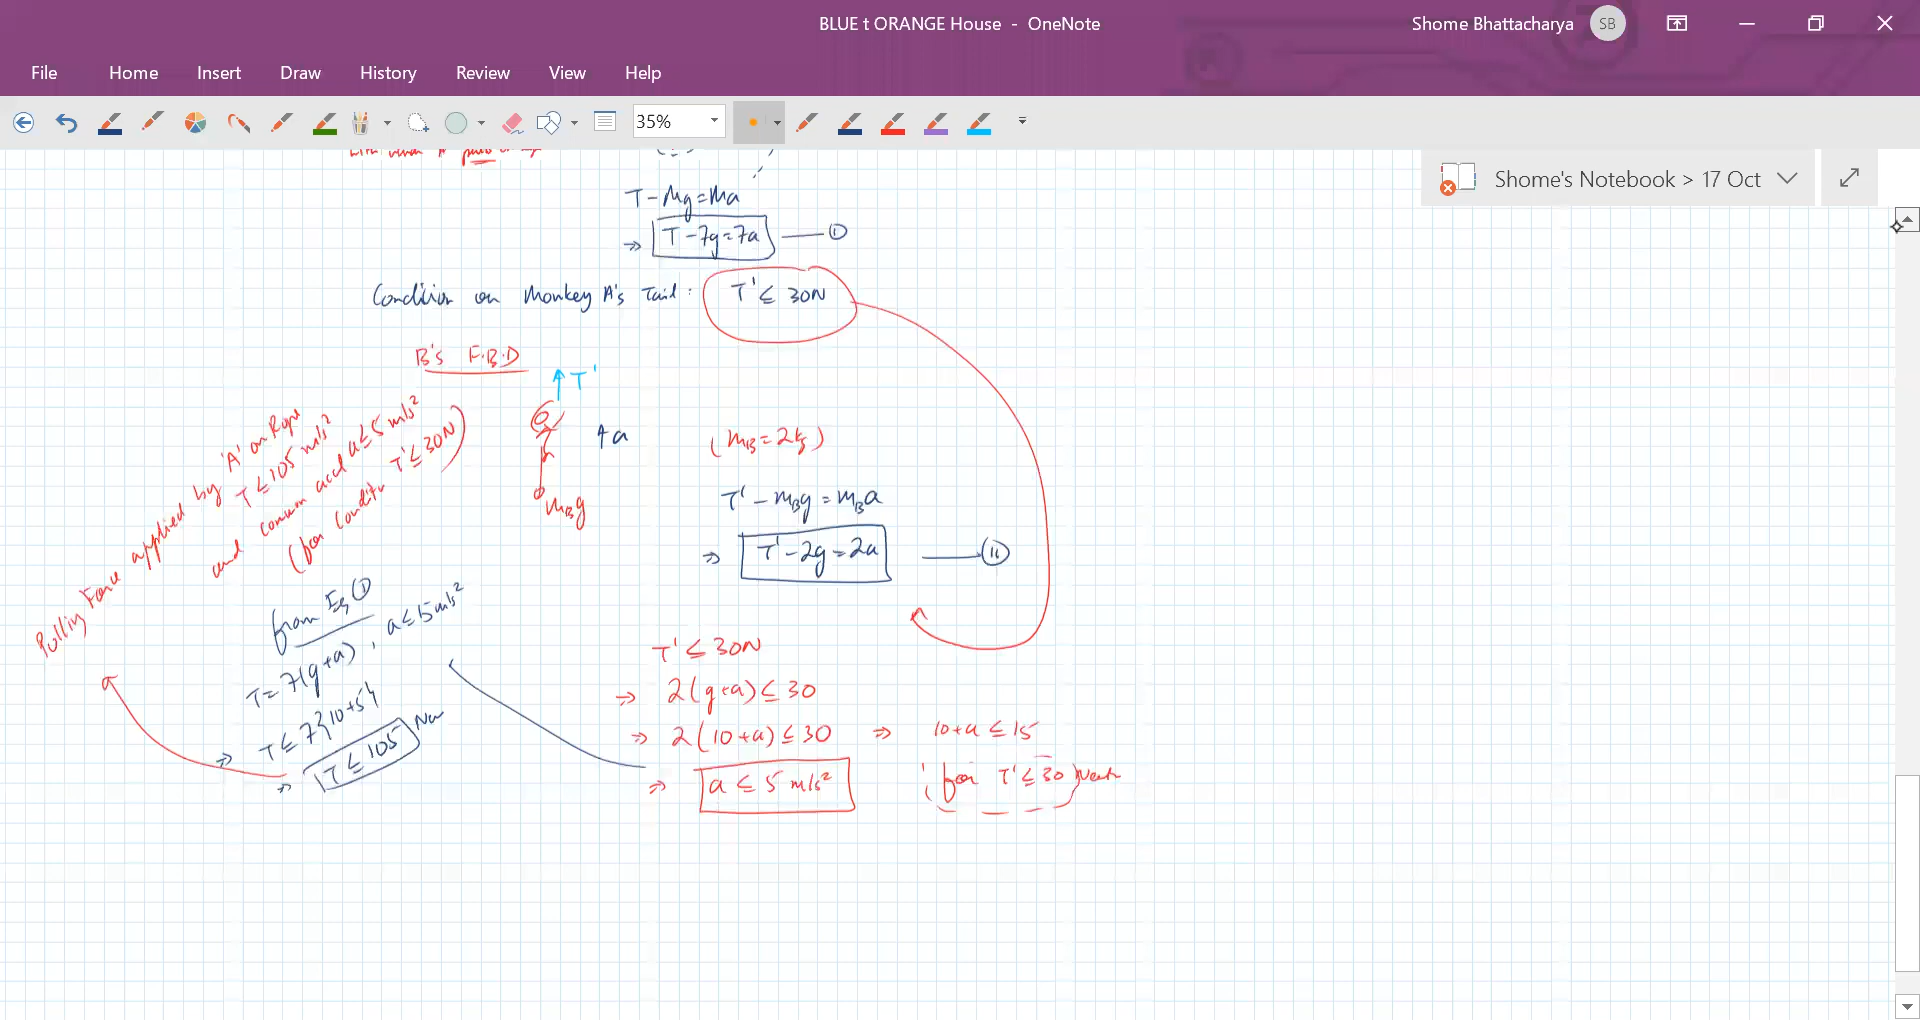 BLUE t ORANGE House - OneNote
Shome Bhattacharya
SB
File Home Insert Draw History Review View Help
35%
Shome's Notebook > 17 Oct
T - Mg = Ma
⇒ T - 7g = 7a — ①
Condition on Monkey A's Tail: T' ≤ 30N
B's F.B.D
T'
a
(mB = 2kg)
mBg
T' - mBg = mBa
⇒ T' - 2g = 2a — (ii)
T' ≤ 30N
⇒ 2(g+a) ≤ 30
⇒ 2(10+a) ≤ 30 ⇒ 10+a ≤ 15
⇒ a ≤ 5 m/s² (for T' ≤ 30
from Eq ①
T = 7(g+a), a ≤ 5 m/s²
⇒ T ≤ 7{10+5}
⇒ T ≤ 105
Pulling Force applied by 'A' on Rope
T ≤ 105 m/s²
and common accl a ≤ 5 m/s²
(for condition T' ≤ 30N)